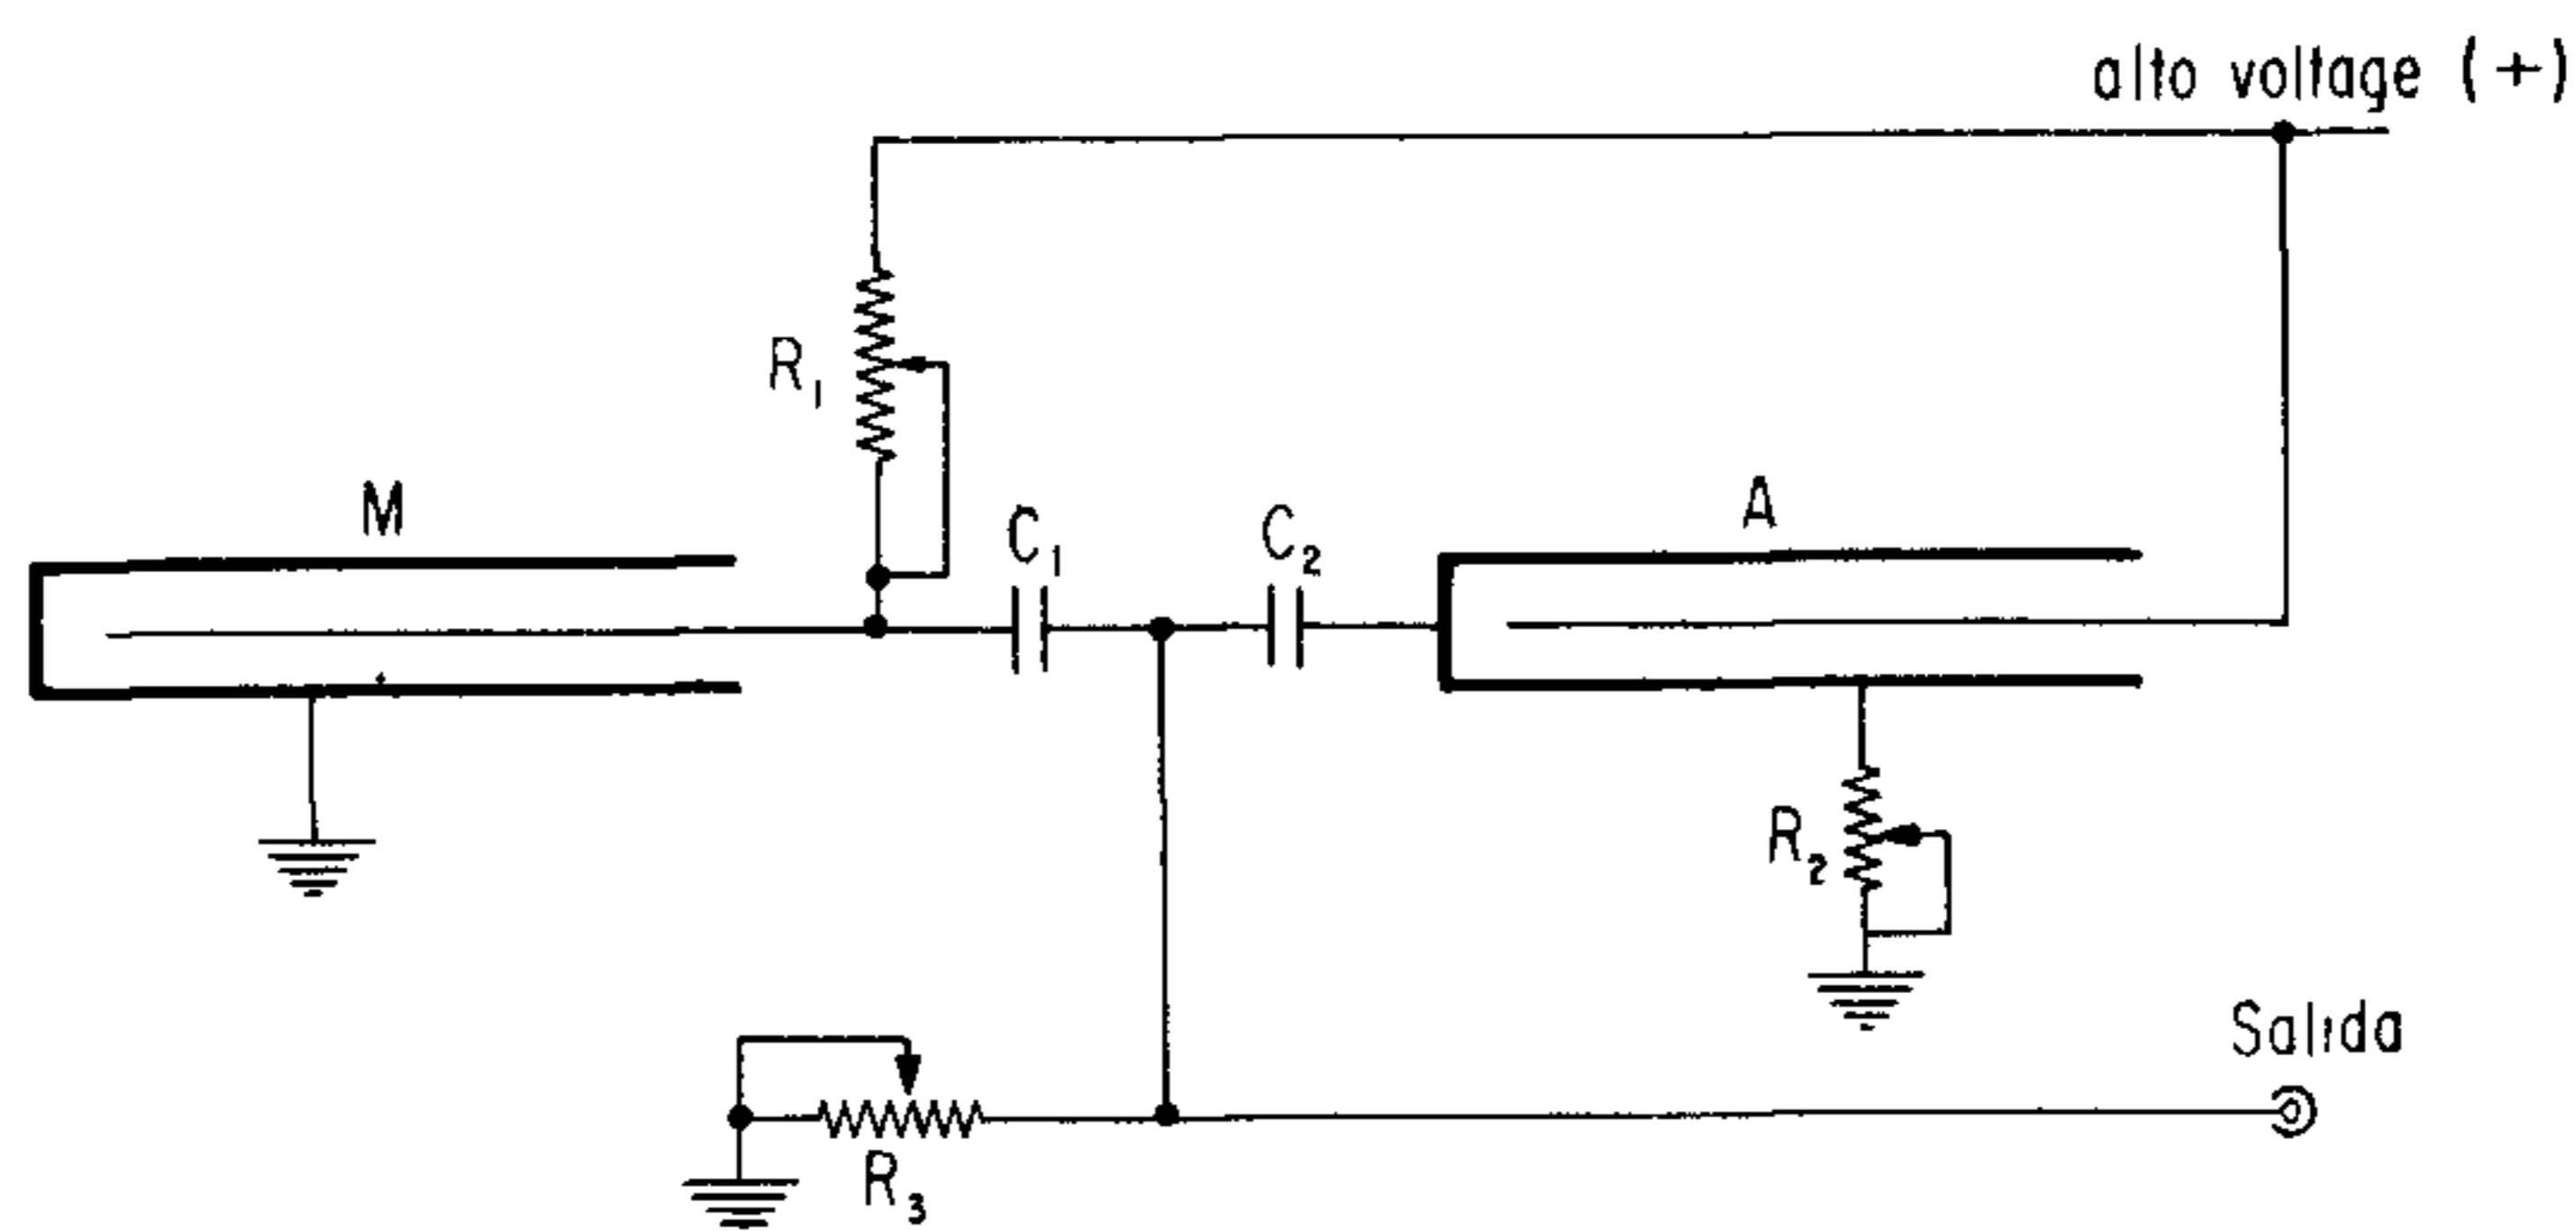 alto voltage (+)
R₁
M
C₁
C₂
A
R₂
Salida
R₃